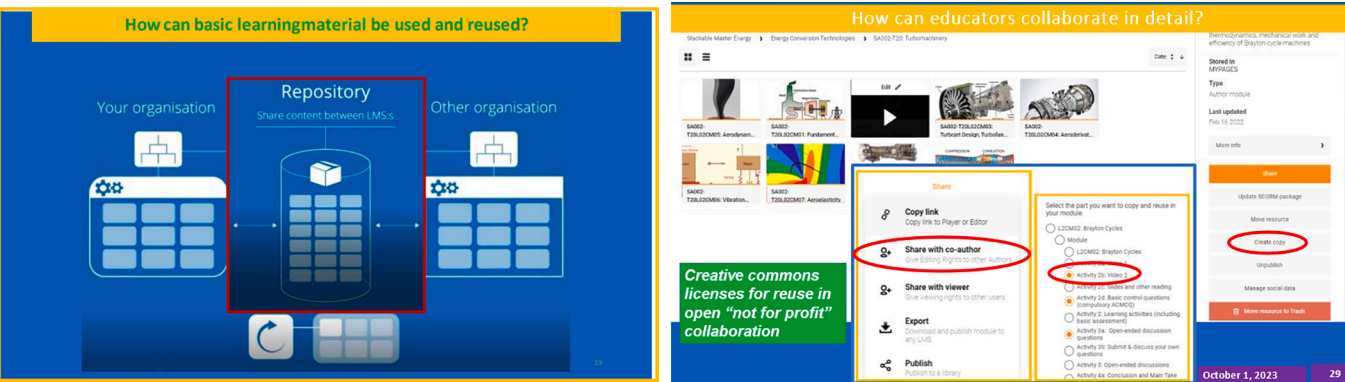 How can basic learningmaterial be used and reused?
Your organisation
Repository
Share content between LMS:s
Other organisation
19
How can educators collaborate in detail?
Stackable Master Energy > Energy Conversion Technologies > SA002-T20: Turbomachinery
Date
Edit
SA002-
T20L02CM05: Aerodynam...
SA002-
T20L02CM01: Fundament...
SA002-T20L02CM03:
Turbojet Design, Turbofan...
SA002-
T20L02CM04: Aeroderivat...
SA002-
T20L02CM06: Vibration...
SA002-
T20L02CM07: Aeroelasticity
COMPRESSION COMBUSTION
Creative commons
licenses for reuse in
open “not for profit”
collaboration
Share
Copy link
Copy link to Player or Editor
Share with co-author
Give Editing Rights to other Authors
Share with viewer
Give viewing rights to other users
Export
Download and publish module to
any LMS
Publish
Publish to a library
Select the part you want to copy and reuse in
your module.
L2CM02: Brayton Cycles
Module
L2CM02: Brayton Cycles
Activity 2b: Video 2
Activity 2c: Slides and other reading
Activity 2d: Basic control questions
(compulsory ACMCQ)
Activity 2: Learning activities (including
basic assessment)
Activity 3a: Open-ended discussion
questions
Activity 3b: Submit & discuss your own
questions
Activity 3: Open-ended discussions
Activity 4a: Conclusion and Main Take
thermodynamics, mechanical work and
efficiency of Brayton cycle machines.
Stored in
MYPAGES
Type
Author module
Last updated
Feb 16 2022
More info
Share
Update SCORM package
Move resource
Create copy
Unpublish
Manage social data
Move resource to Trash
October 1, 2023
29